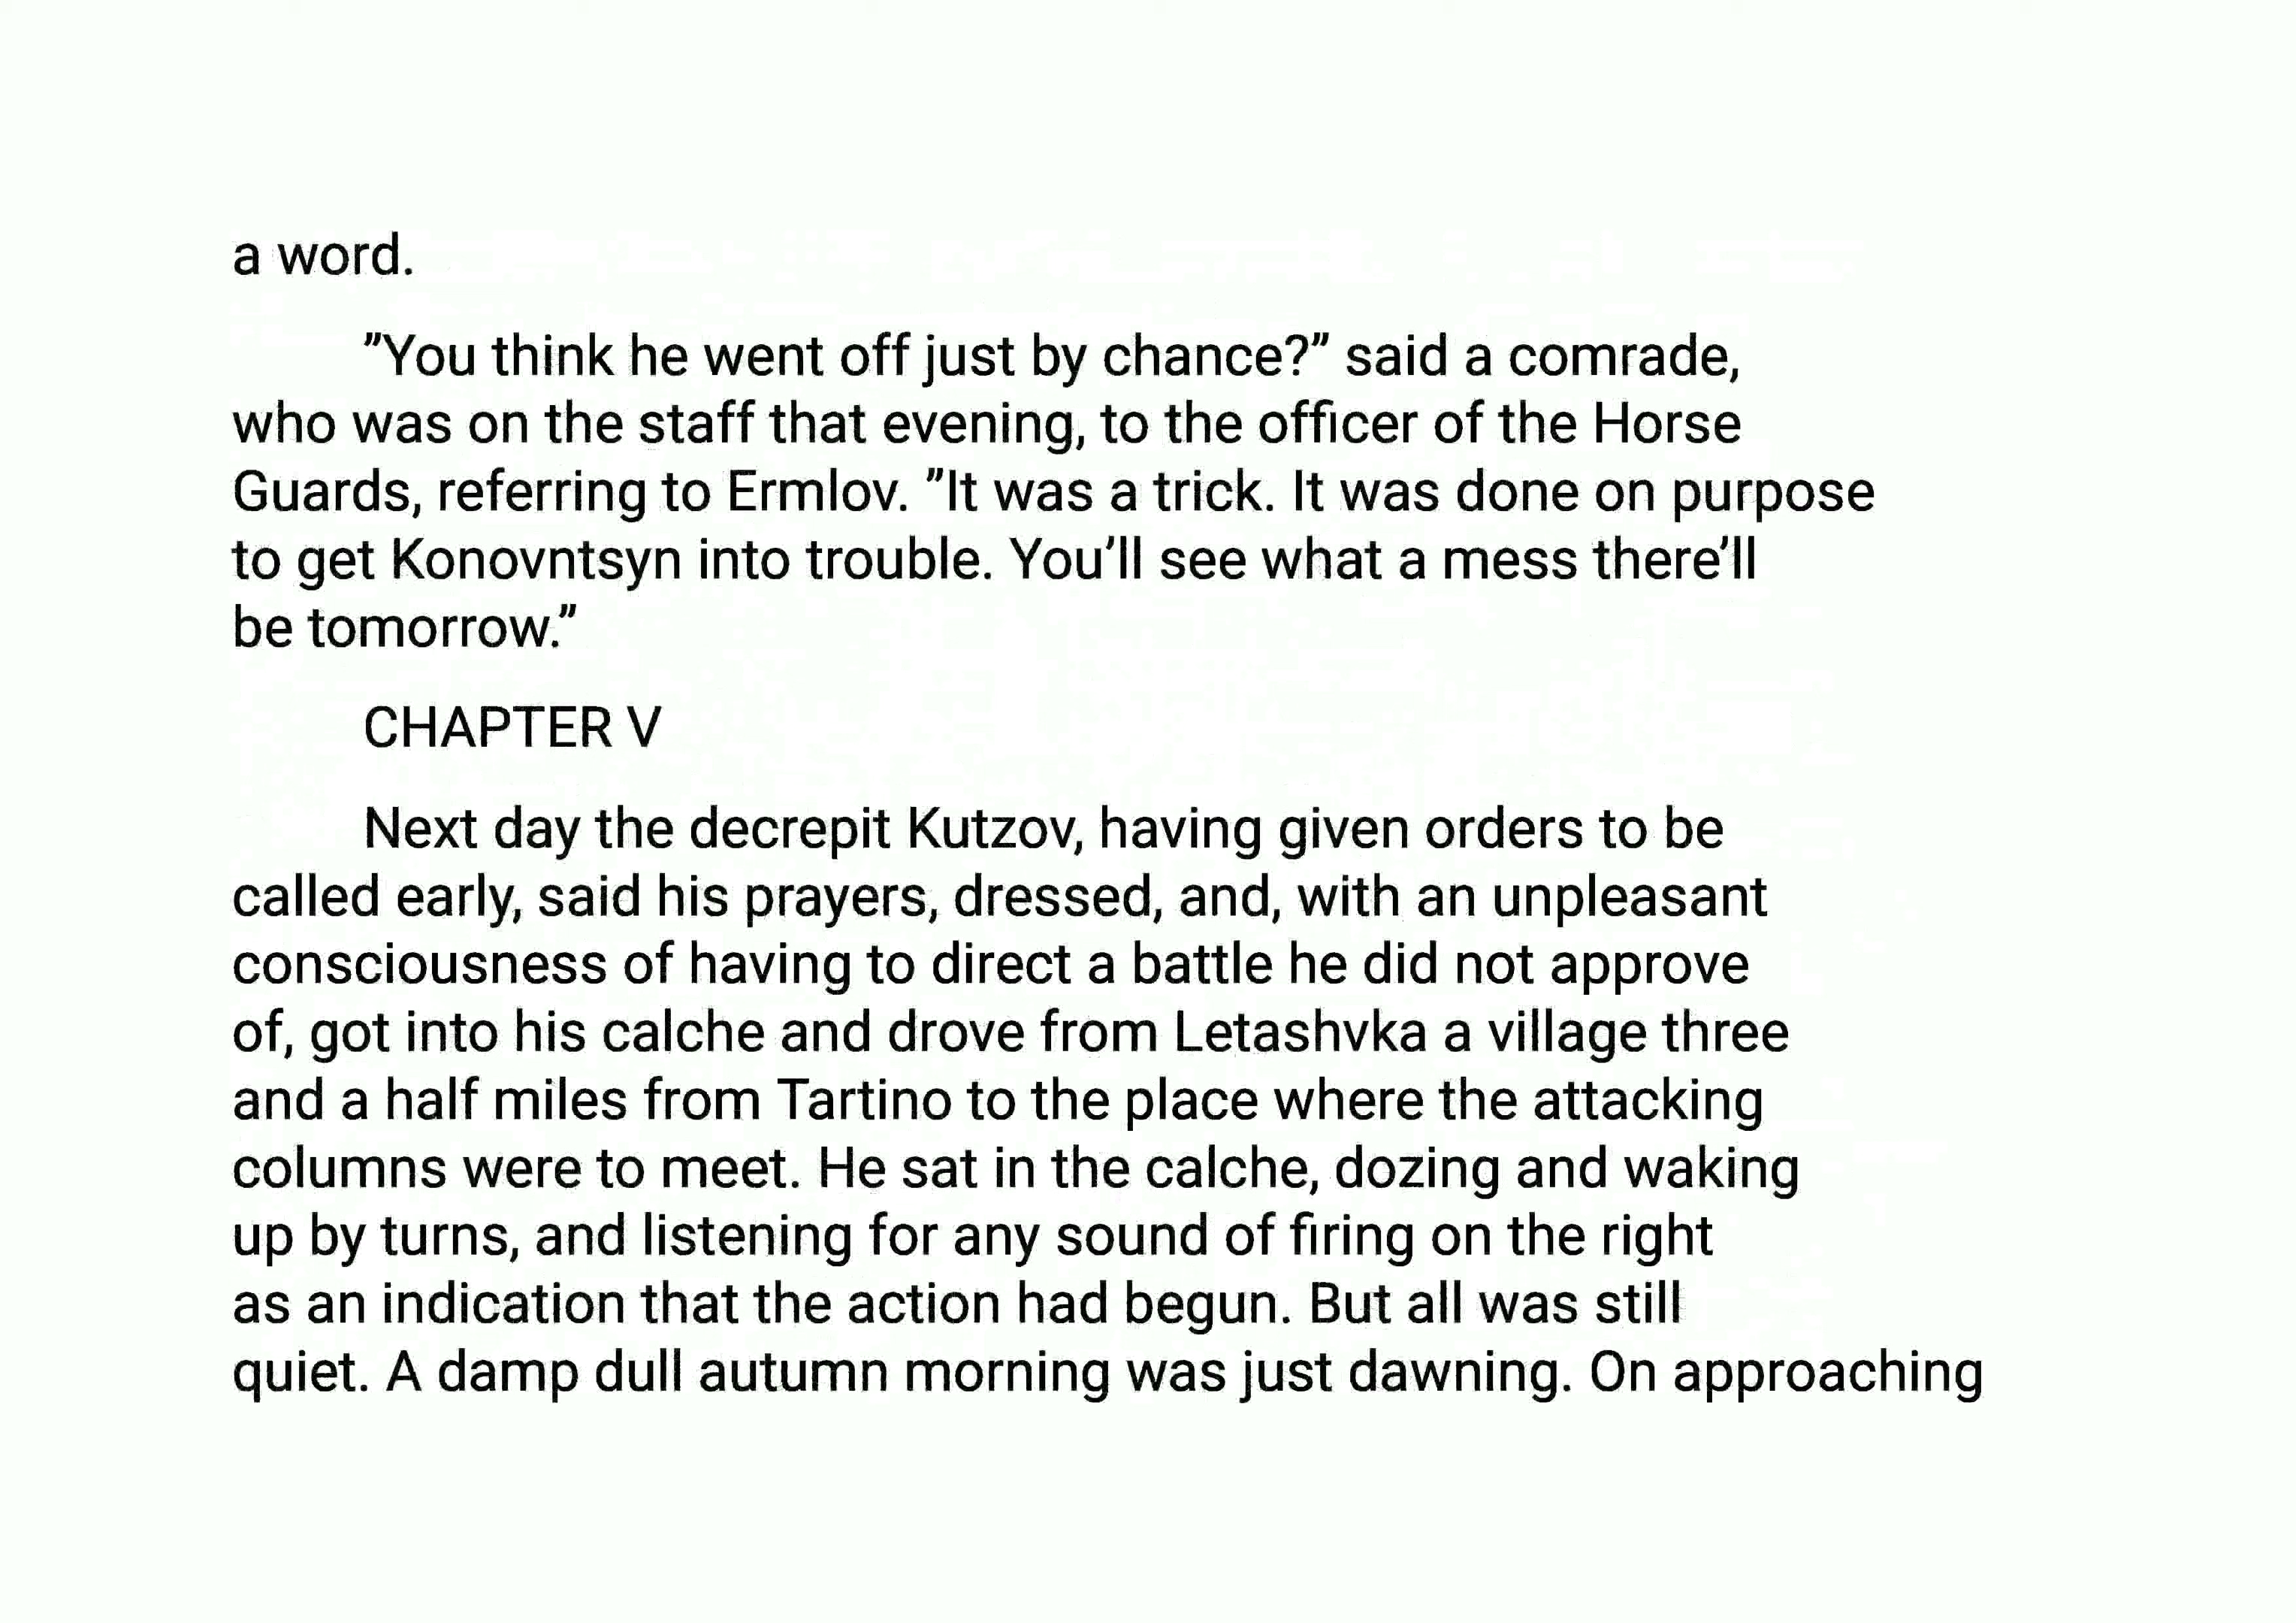 a word.
”You think he went off just by chance?” said a comrade,
who was on the staff that evening, to the officer of the Horse
Guards, referring to Ermlov. ”It was a trick. It was done on purpose
to get Konovntsyn into trouble. You’ll see what a mess there’ll
be tomorrow.”
CHAPTER V
Next day the decrepit Kutzov, having given orders to be
called early, said his prayers, dressed, and, with an unpleasant
consciousness of having to direct a battle he did not approve
of, got into his calche and drove from Letashvka a village three
and a half miles from Tartino to the place where the attacking
columns were to meet. He sat in the calche, dozing and waking
up by turns, and listening for any sound of firing on the right
as an indication that the action had begun. But all was still
quiet. A damp dull autumn morning was just dawning. On approaching